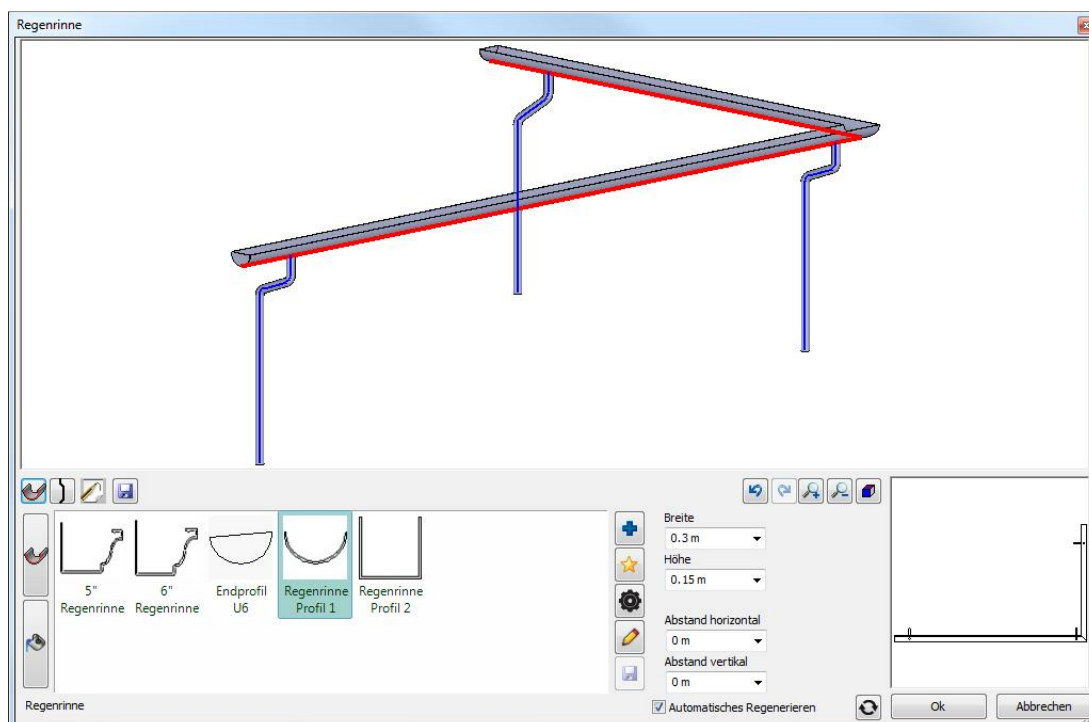 Regenrinne
5"
Regenrinne
6"
Regenrinne
Endprofil
U6
Regenrinne
Profil 1
Regenrinne
Profil 2
Breite
0.3 m
Höhe
0.15 m
Abstand horizontal
0 m
Abstand vertikal
0 m
Automatisches Regenerieren
Regenrinne
Ok
Abbrechen